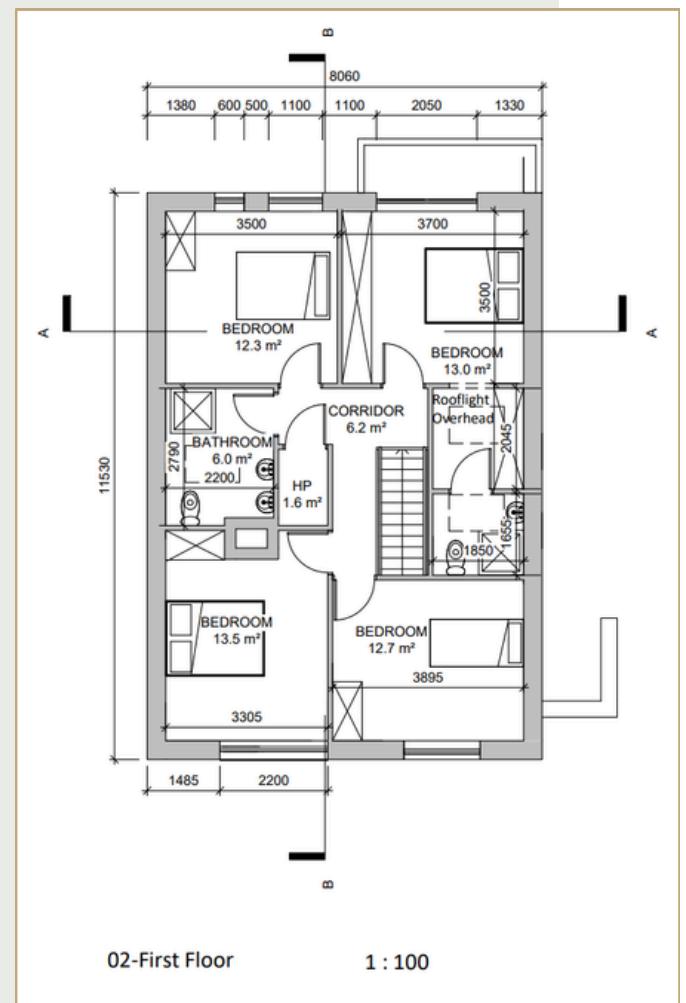 B
8060
1380 600 500 1100 1100 2050 1330
3500 3700
3500
A A
BEDROOM
12.3 m²
BEDROOM
13.0 m²
CORRIDOR
6.2 m²
Rooflight
Overhead
BATHROOM
6.0 m²
2200
2790
2045
11530
HP
1.6 m²
1655
1850
BEDROOM
13.5 m²
BEDROOM
12.7 m²
3895
3305
1485 2200
B
02-First Floor 1 : 100